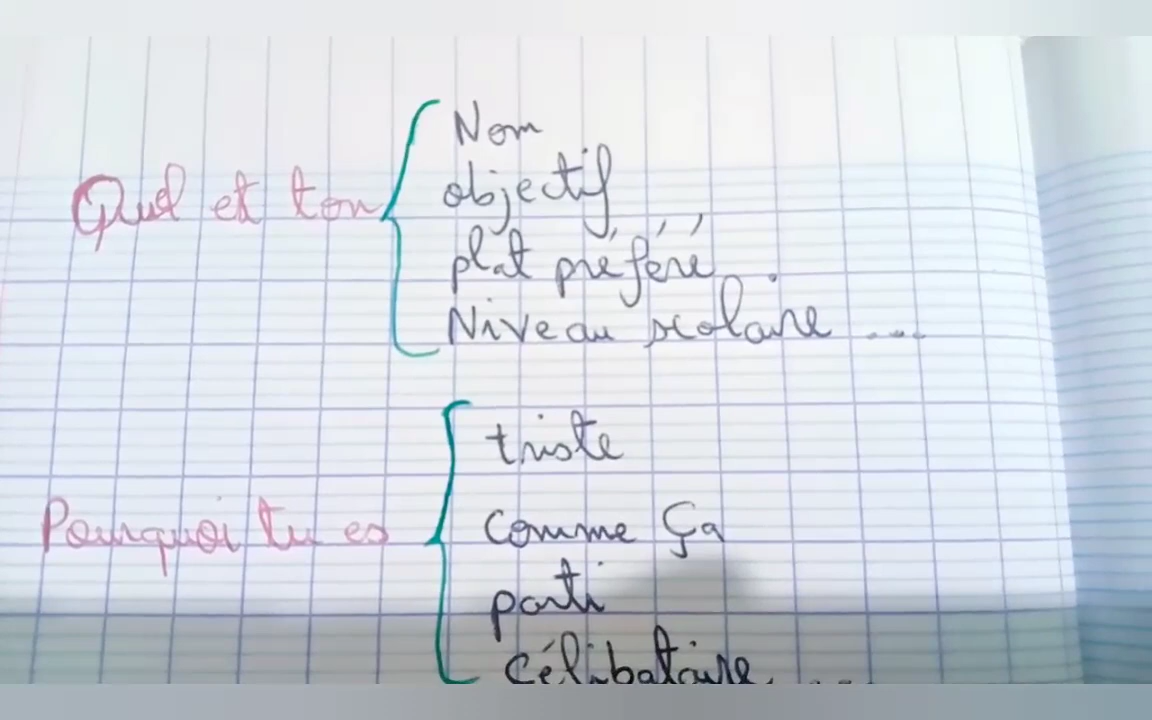 Quel et ton
Nom
objectif
plat préféré
Niveau scolaire ...
Pourquoi tu es
triste
comme ça
parti
célibataire ...